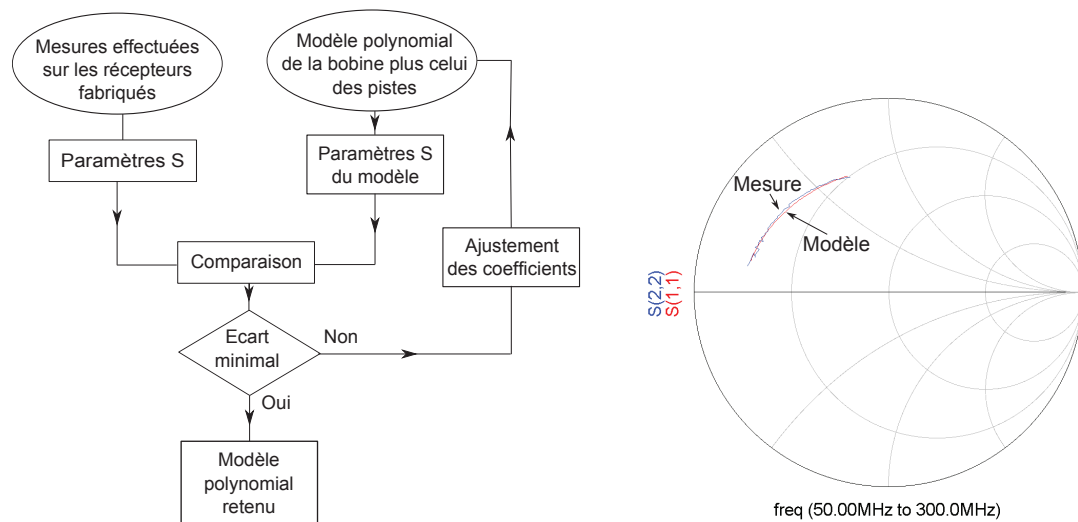 Mesures effectuées
sur les récepteurs
fabriqués
Modèle polynomial
de la bobine plus celui
des pistes
Paramètres S
Paramètres S
du modèle
Comparaison
Ajustement
des coefficients
Ecart
minimal
Non
Oui
Modèle
polynomial
retenu
Mesure
Modèle
S(2,2)
S(1,1)
freq (50.00MHz to 300.0MHz)